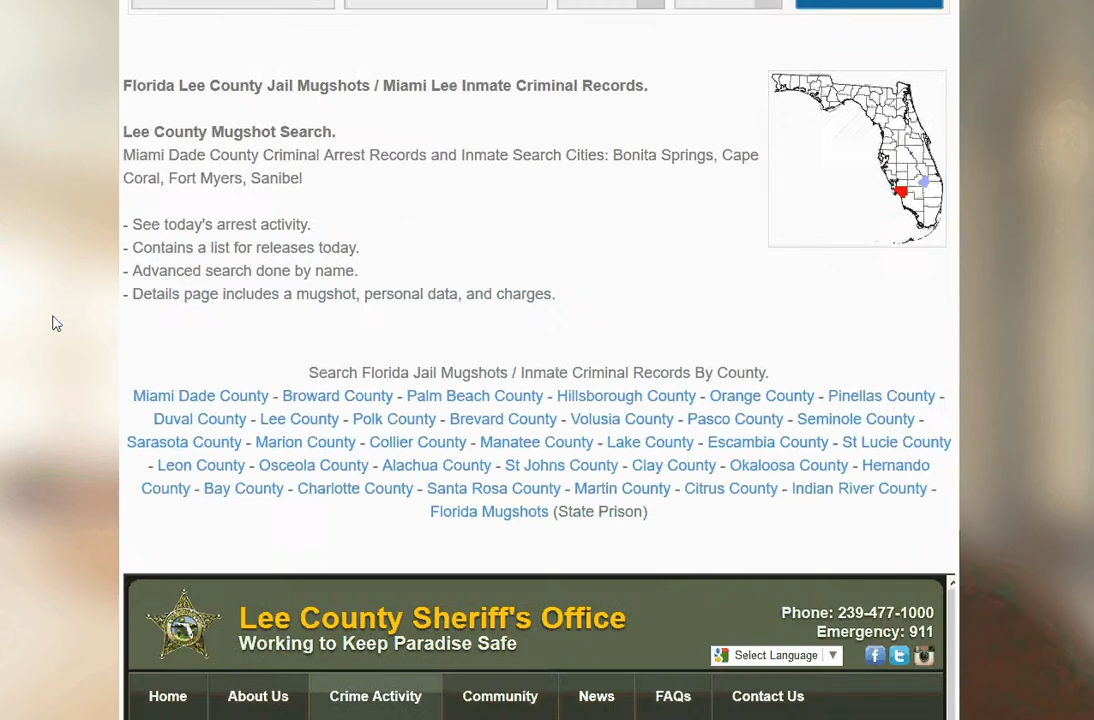 Florida Lee County Jail Mugshots / Miami Lee Inmate Criminal Records.
Lee County Mugshot Search.
Miami Dade County Criminal Arrest Records and Inmate Search Cities: Bonita Springs, Cape
Coral, Fort Myers, Sanibel
- See today's arrest activity.
- Contains a list for releases today.
- Advanced search done by name.
- Details page includes a mugshot, personal data, and charges.
Search Florida Jail Mugshots / Inmate Criminal Records By County.
Miami Dade County - Broward County - Palm Beach County - Hillsborough County - Orange County - Pinellas County -
Duval County - Lee County - Polk County - Brevard County - Volusia County - Pasco County - Seminole County -
Sarasota County - Marion County - Collier County - Manatee County - Lake County - Escambia County - St Lucie County
- Leon County - Osceola County - Alachua County - St Johns County - Clay County - Okaloosa County - Hernando
County - Bay County - Charlotte County - Santa Rosa County - Martin County - Citrus County - Indian River County -
Florida Mugshots (State Prison)
Lee County Sheriff's Office
Working to Keep Paradise Safe
Phone: 239-477-1000
Emergency: 911
Select Language
Home About Us Crime Activity Community News FAQs Contact Us